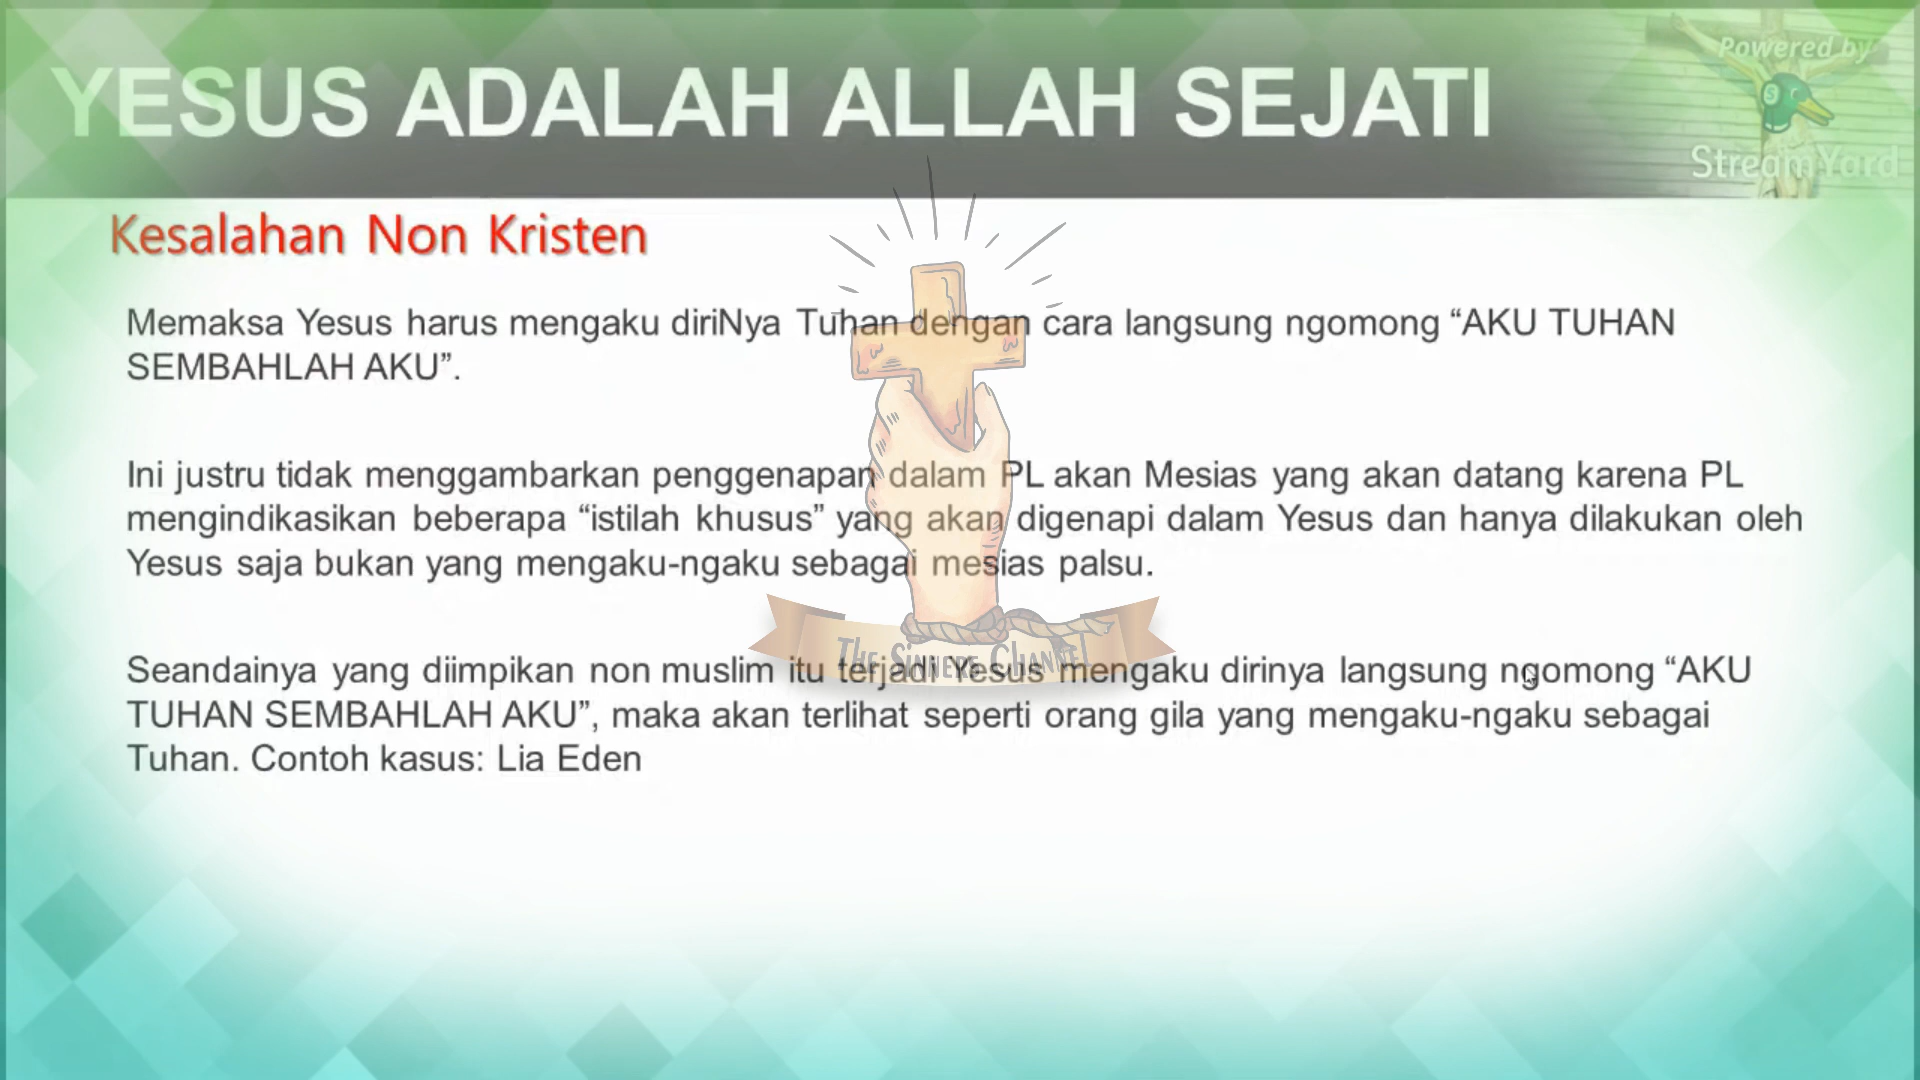 YESUS ADALAH ALLAH SEJATI
Powered by
StreamYard
Kesalahan Non Kristen
Memaksa Yesus harus mengaku diriNya Tuhan dengan cara langsung ngomong “AKU TUHAN
SEMBAHLAH AKU”.
Ini justru tidak menggambarkan penggenapan dalam PL akan Mesias yang akan datang karena PL
mengindikasikan beberapa “istilah khusus” yang akan digenapi dalam Yesus dan hanya dilakukan oleh
Yesus saja bukan yang mengaku-ngaku sebagai mesias palsu.
Seandainya yang diimpikan non muslim itu terjadi Yesus mengaku dirinya langsung ngomong “AKU
TUHAN SEMBAHLAH AKU”, maka akan terlihat seperti orang gila yang mengaku-ngaku sebagai
Tuhan. Contoh kasus: Lia Eden
The Sinners Channel